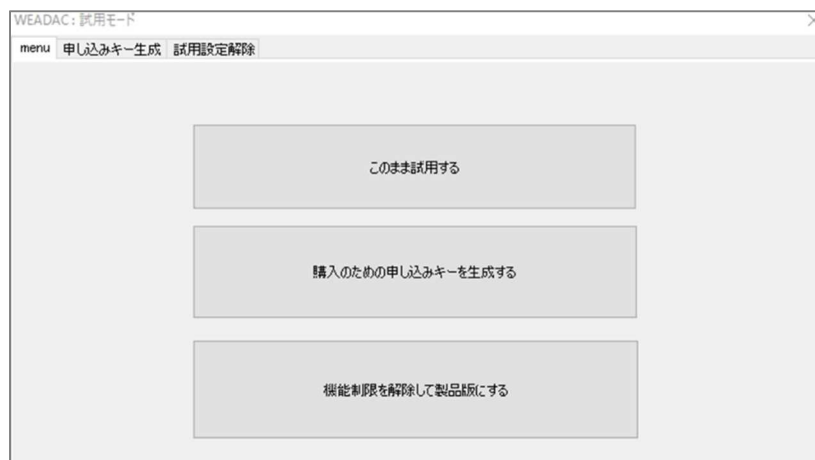 WEADAC：試用モード
menu 申し込みキー生成 試用設定解除
このまま試用する
購入のための申し込みキーを生成する
機能制限を解除して製品版にする